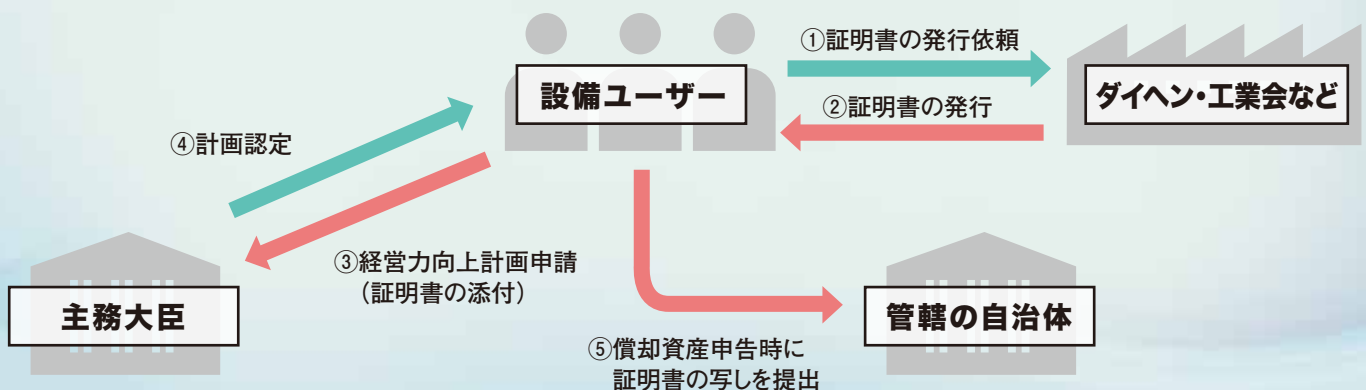 ①証明書の発行依頼
設備ユーザー
ダイヘン・工業会など
②証明書の発行
④計画認定
③経営力向上計画申請
（証明書の添付）
主務大臣
管轄の自治体
⑤償却資産申告時に
証明書の写しを提出